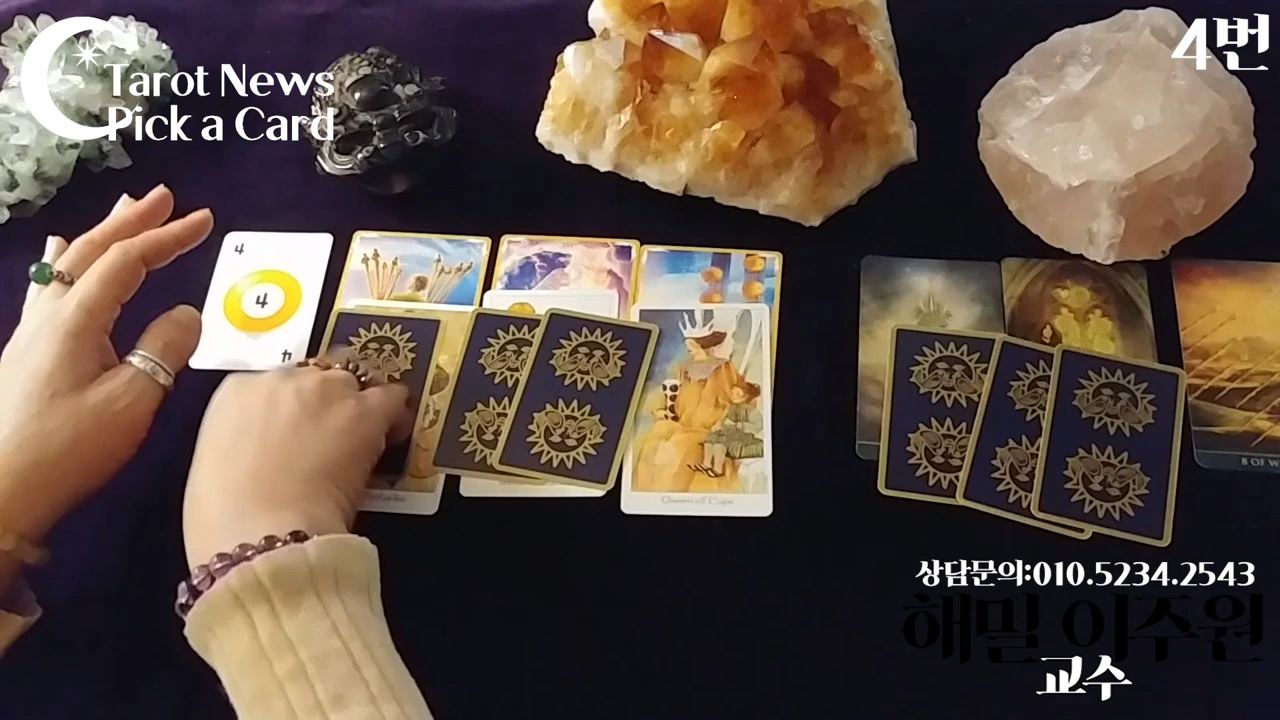 Tarot News
Pick a Card
4번
4
4
4
Queen of Cups
8 OF W
상담문의:010.5234.2543
해밀 이주원
교수